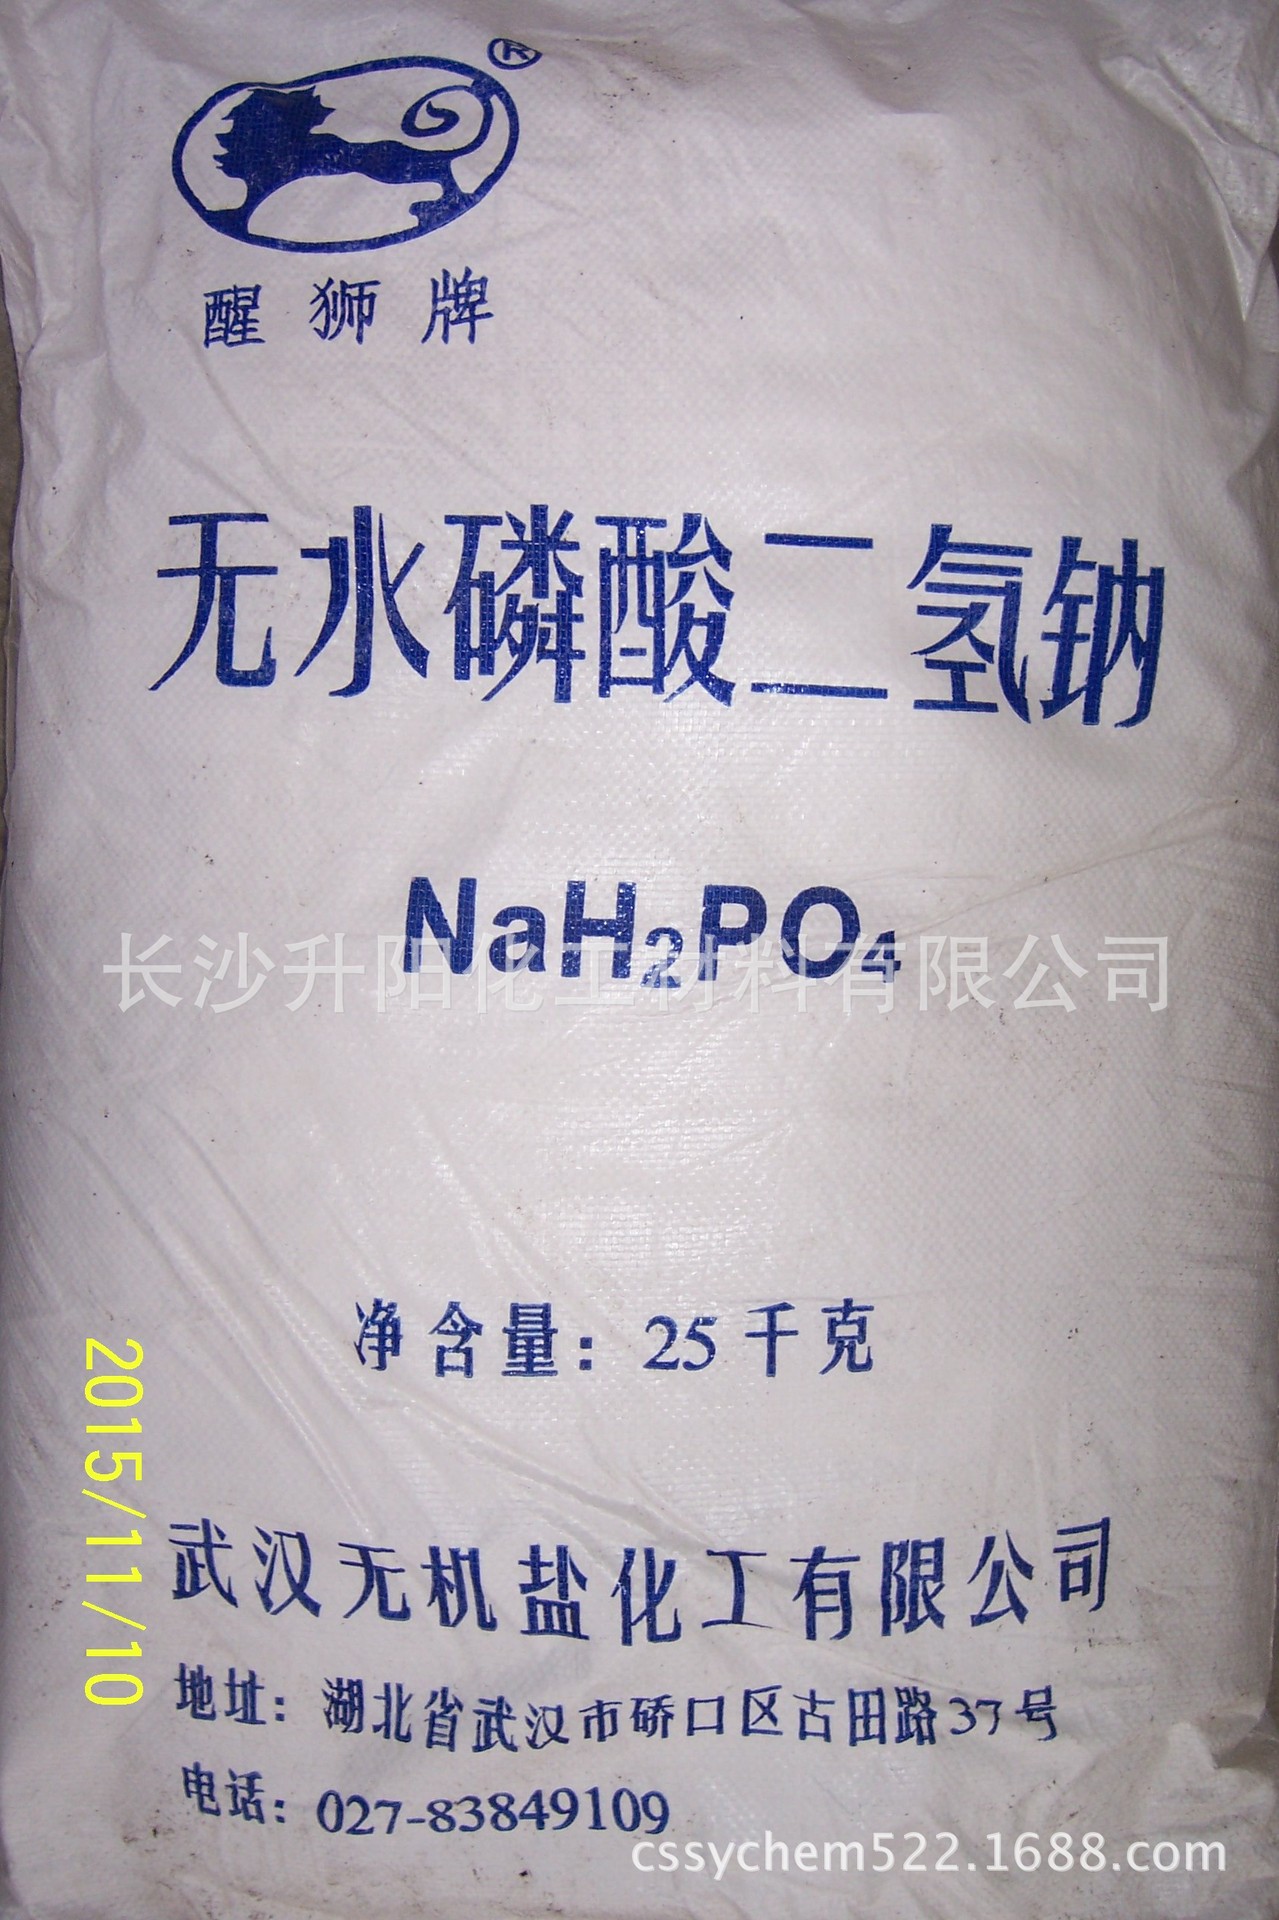 ®
醒狮牌
无水磷酸二氢钠
NaH₂PO₄
长沙升阳化工材料有限公司
净含量：25千克
2015/11/10
武汉无机盐化工有限公司
地址：湖北省武汉市硚口区古田路37号
电话：027-83849109
cssychem522.1688.com